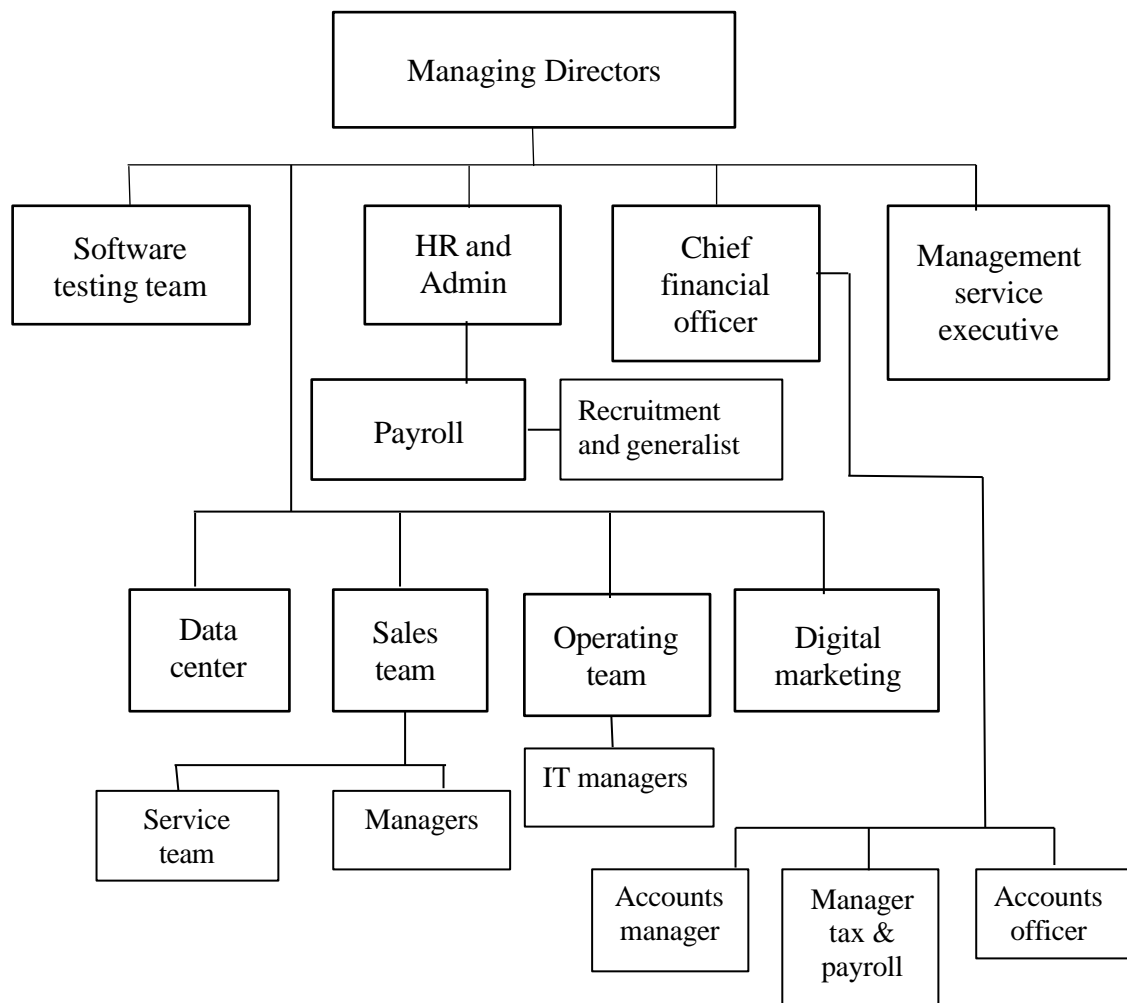 Managing Directors
Software
testing team
HR and
Admin
Chief
financial
officer
Management
service
executive
Payroll
Recruitment
and generalist
Data
center
Sales
team
Operating
team
Digital
marketing
Service
team
Managers
IT managers
Accounts
manager
Manager
tax &
payroll
Accounts
officer